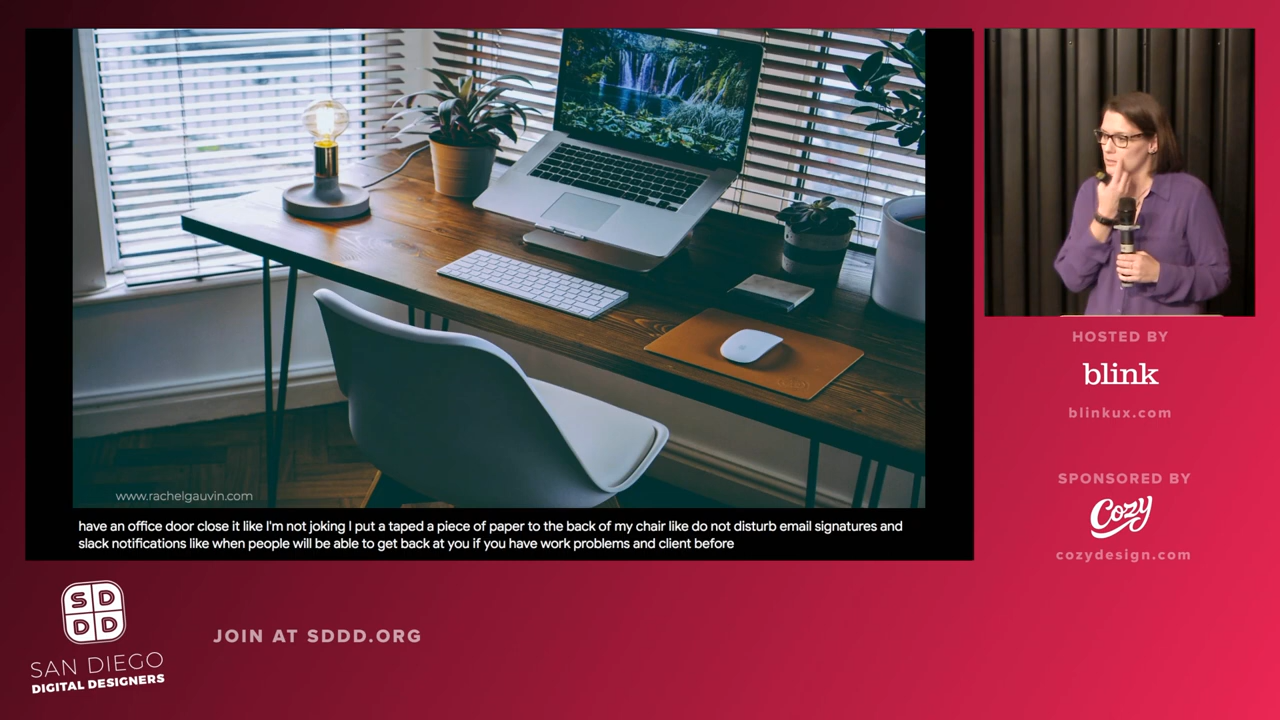 www.rachelgauvin.com
have an office door close it like I'm not joking I put a taped a piece of paper to the back of my chair like do not disturb email signatures and
slack notifications like when people will be able to get back at you if you have work problems and client before
HOSTED BY
blink
blinkux.com
SPONSORED BY
Cozy
cozydesign.com
SD
DD
SAN DIEGO
DIGITAL DESIGNERS
JOIN AT SDDD.ORG